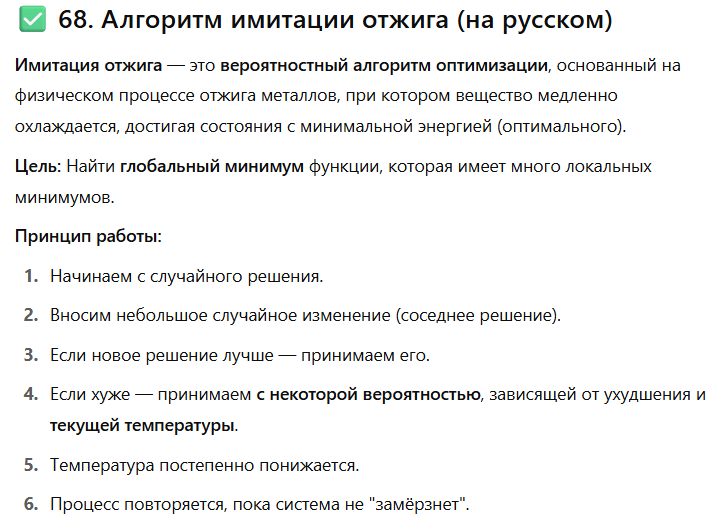 ✅ 68. Алгоритм имитации отжига (на русском)
Имитация отжига — это вероятностный алгоритм оптимизации, основанный на
физическом процессе отжига металлов, при котором вещество медленно
охлаждается, достигая состояния с минимальной энергией (оптимального).
Цель: Найти глобальный минимум функции, которая имеет много локальных
минимумов.
Принцип работы:
1. Начинаем с случайного решения.
2. Вносим небольшое случайное изменение (соседнее решение).
3. Если новое решение лучше — принимаем его.
4. Если хуже — принимаем с некоторой вероятностью, зависящей от ухудшения и
текущей температуры.
5. Температура постепенно понижается.
6. Процесс повторяется, пока система не "замёрзнет".